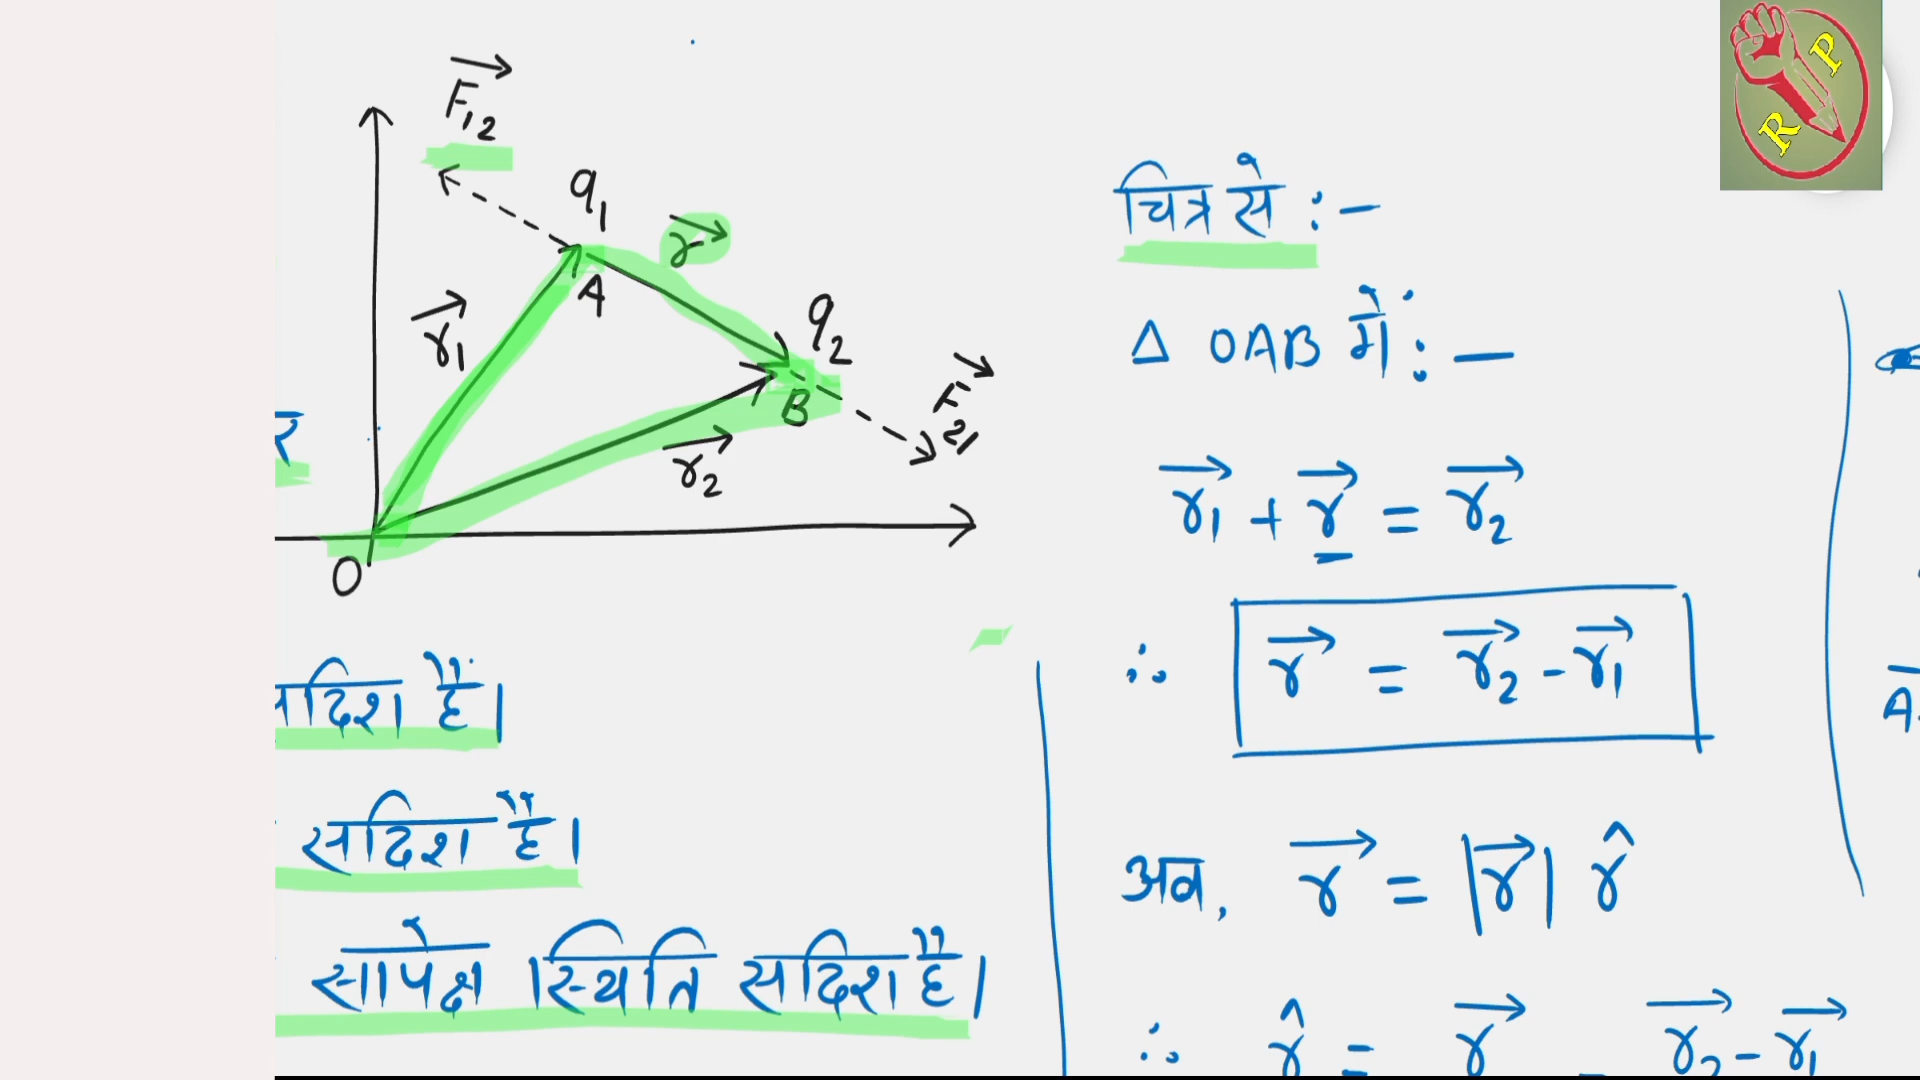 F₁₂
q₁
r
A
r₁
q₂
B
F₂₁
r₂
O
र
सदिश है।
सापेक्ष स्थिति सदिश है।
चित्र से :-
Δ OAB में :-
r₁ + r = r₂
∴ r = r₂ - r₁
अब, r = |r| r̂
∴ r̂ = r = r₂ - r₁
R P